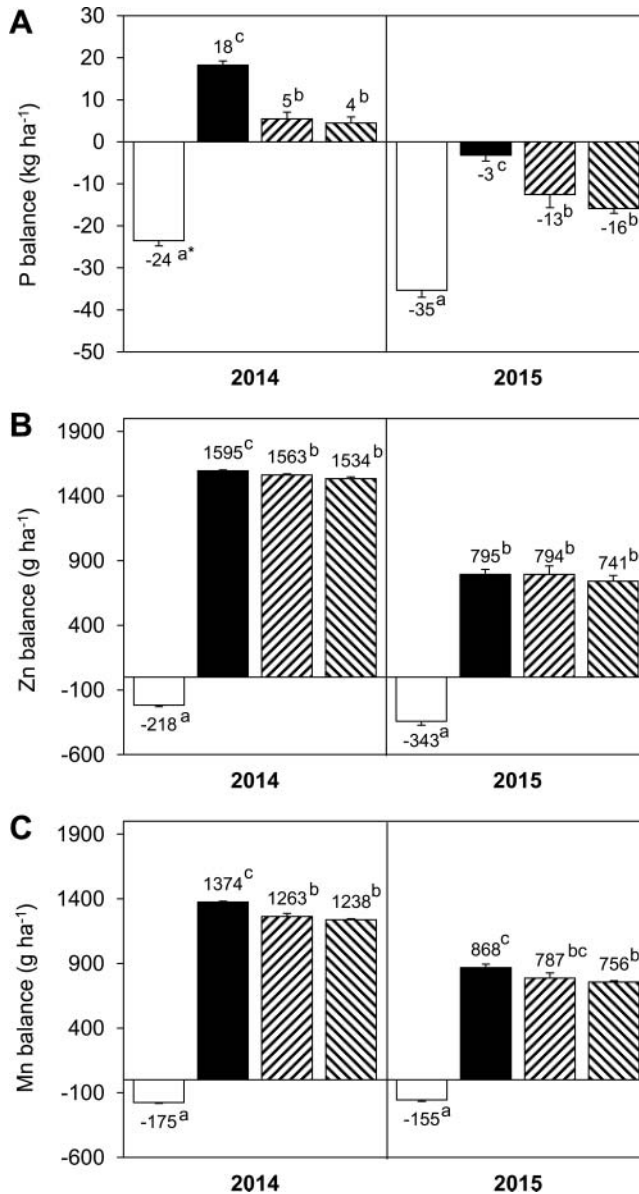 A
P balance (kg ha-1)
30
20
10
0
-10
-20
-30
-40
-50
-24 a*
18c
5b
4b
-35a
-3c
-13b
-16b
2014 2015
B
Zn balance (g ha-1)
1900
1400
900
400
-100
-600
-218a
1595c
1563b
1534b
-343a
795b
794b
741b
2014 2015
C
Mn balance (g ha-1)
1900
1400
900
400
-100
-600
-175a
1374c
1263b
1238b
-155a
868c
787 bc
756b
2014 2015